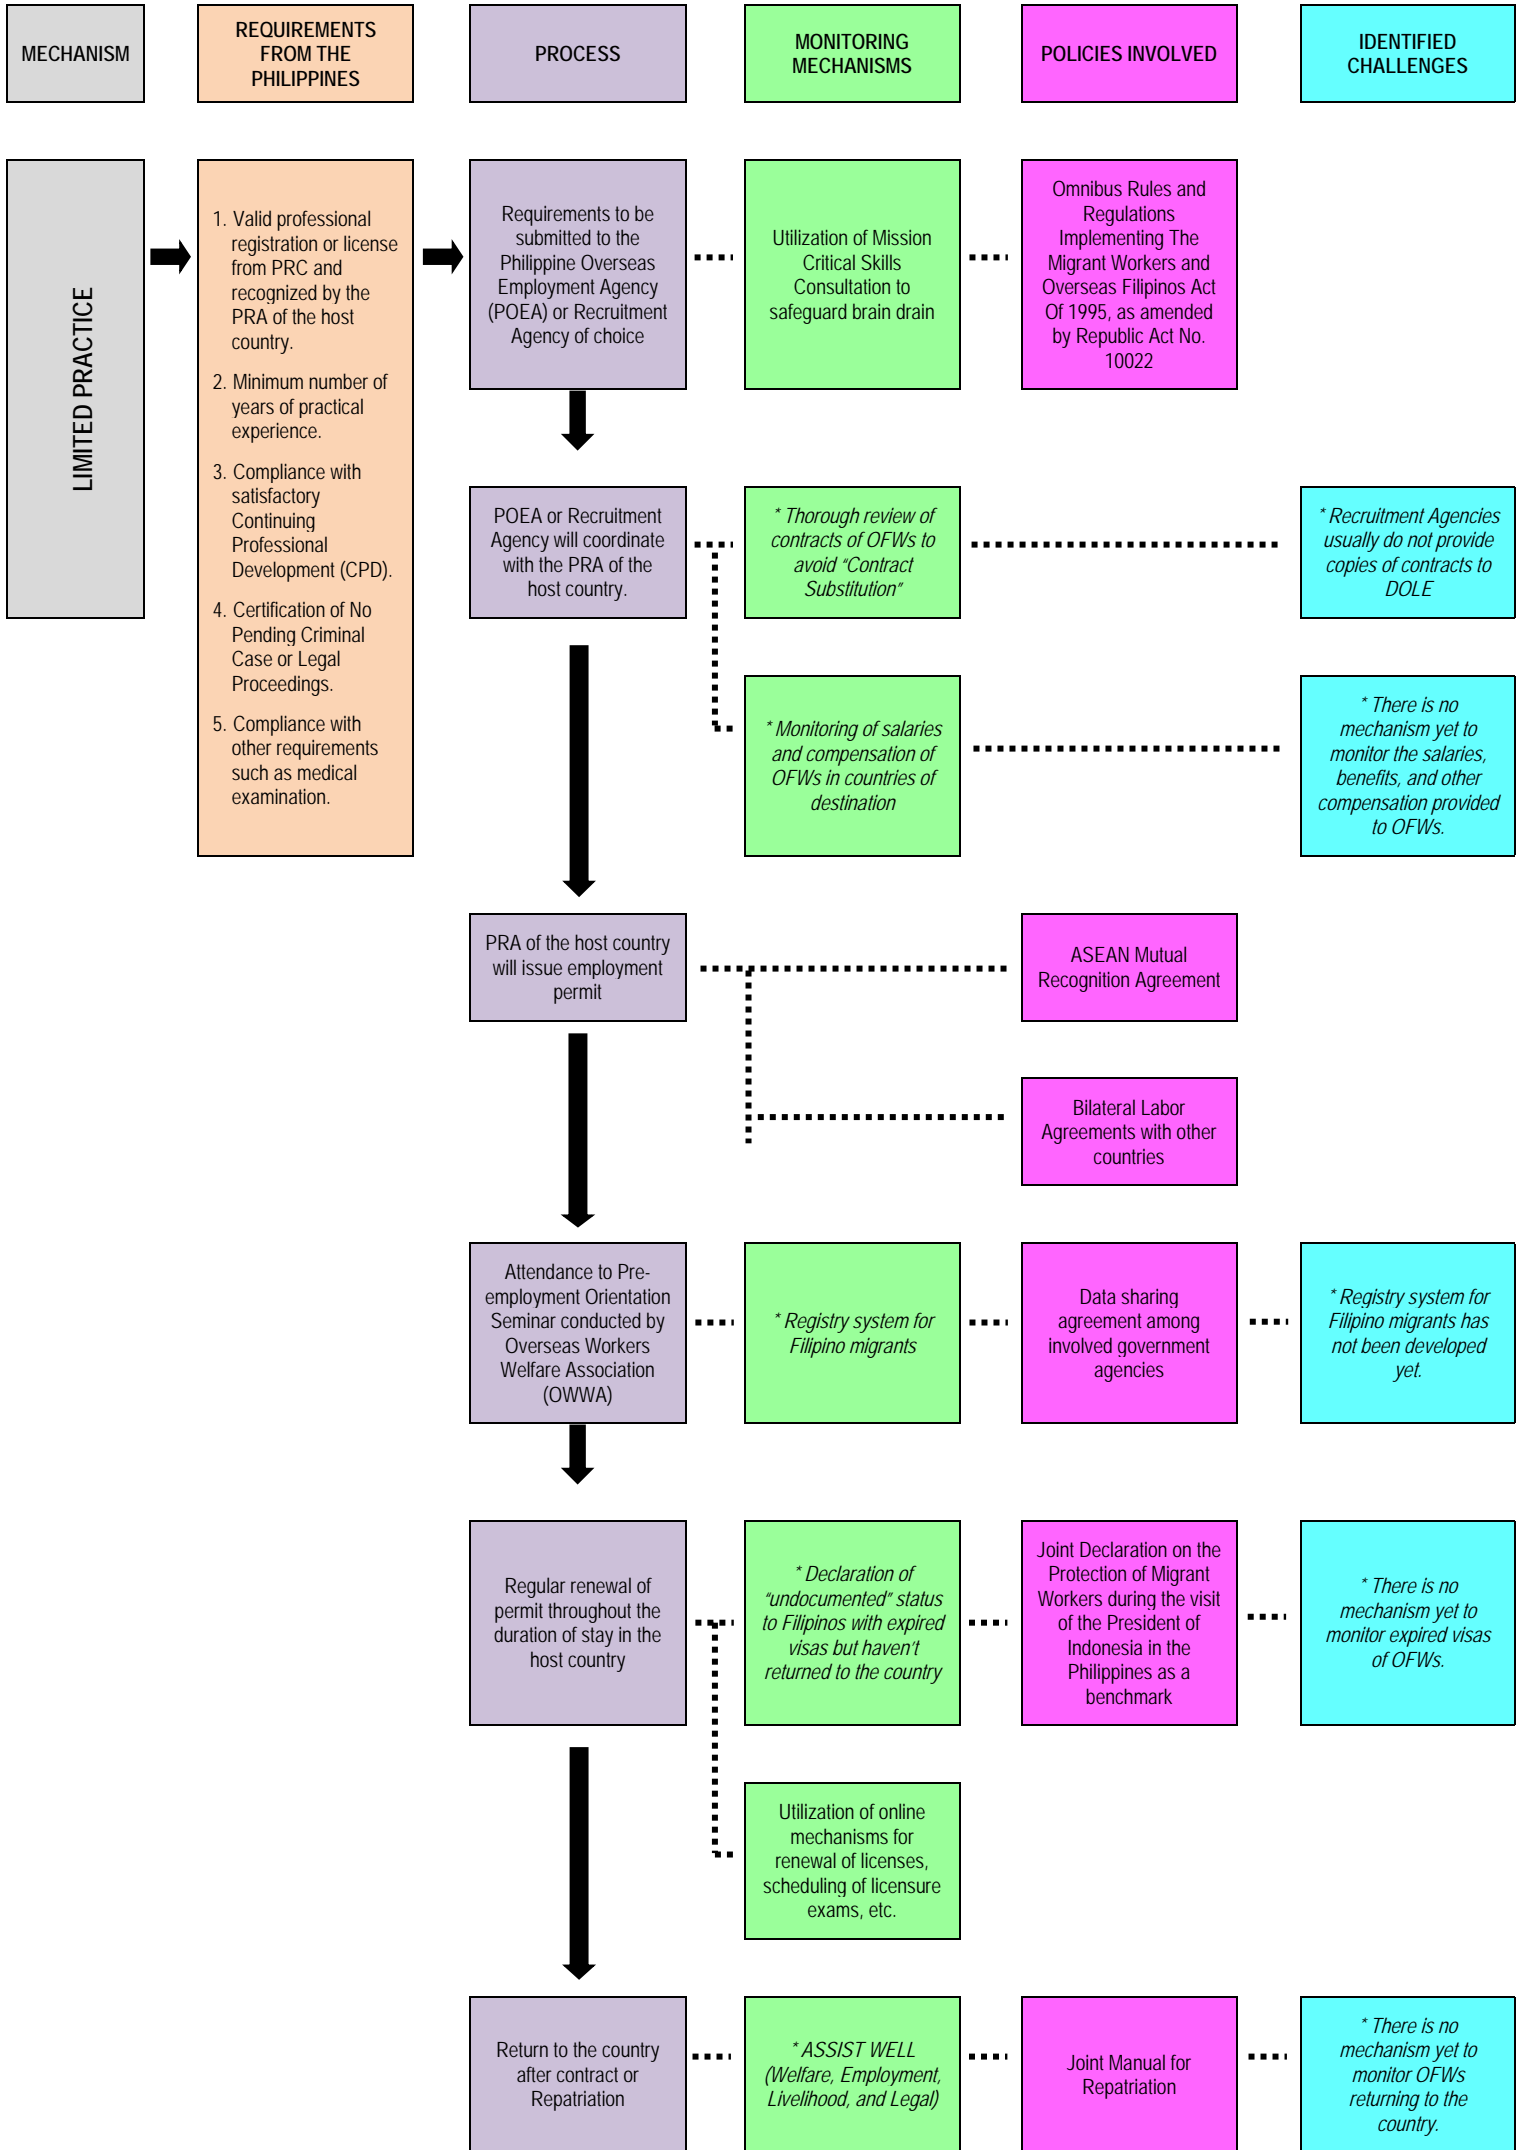 MECHANISM
REQUIREMENTS
FROM THE
PHILIPPINES
PROCESS
MONITORING
MECHANISMS
POLICIES INVOLVED
IDENTIFIED
CHALLENGES
LIMITED PRACTICE
1. Valid professional
registration or license
from PRC and
recognized by the
PRA of the host
country.
2. Minimum number of
years of practical
experience.
3. Compliance with
satisfactory
Continuing
Professional
Development (CPD).
4. Certification of No
Pending Criminal
Case or Legal
Proceedings.
5. Compliance with
other requirements
such as medical
examination.
Requirements to be
submitted to the
Philippine Overseas
Employment Agency
(POEA) or Recruitment
Agency of choice
Utilization of Mission
Critical Skills
Consultation to
safeguard brain drain
Omnibus Rules and
Regulations
Implementing The
Migrant Workers and
Overseas Filipinos Act
Of 1995, as amended
by Republic Act No.
10022
POEA or Recruitment
Agency will coordinate
with the PRA of the
host country.
* Thorough review of
contracts of OFWs to
avoid “Contract
Substitution”
* Recruitment Agencies
usually do not provide
copies of contracts to
DOLE
* Monitoring of salaries
and compensation of
OFWs in countries of
destination
* There is no
mechanism yet to
monitor the salaries,
benefits, and other
compensation provided
to OFWs.
PRA of the host country
will issue employment
permit
ASEAN Mutual
Recognition Agreement
Bilateral Labor
Agreements with other
countries
Attendance to Pre-
employment Orientation
Seminar conducted by
Overseas Workers
Welfare Association
(OWWA)
* Registry system for
Filipino migrants
Data sharing
agreement among
involved government
agencies
* Registry system for
Filipino migrants has
not been developed
yet.
Regular renewal of
permit throughout the
duration of stay in the
host country
* Declaration of
“undocumented” status
to Filipinos with expired
visas but haven’t
returned to the country
Joint Declaration on the
Protection of Migrant
Workers during the visit
of the President of
Indonesia in the
Philippines as a
benchmark
* There is no
mechanism yet to
monitor expired visas
of OFWs.
Utilization of online
mechanisms for
renewal of licenses,
scheduling of licensure
exams, etc.
Return to the country
after contract or
Repatriation
* ASSIST WELL
(Welfare, Employment,
Livelihood, and Legal)
Joint Manual for
Repatriation
* There is no
mechanism yet to
monitor OFWs
returning to the
country.